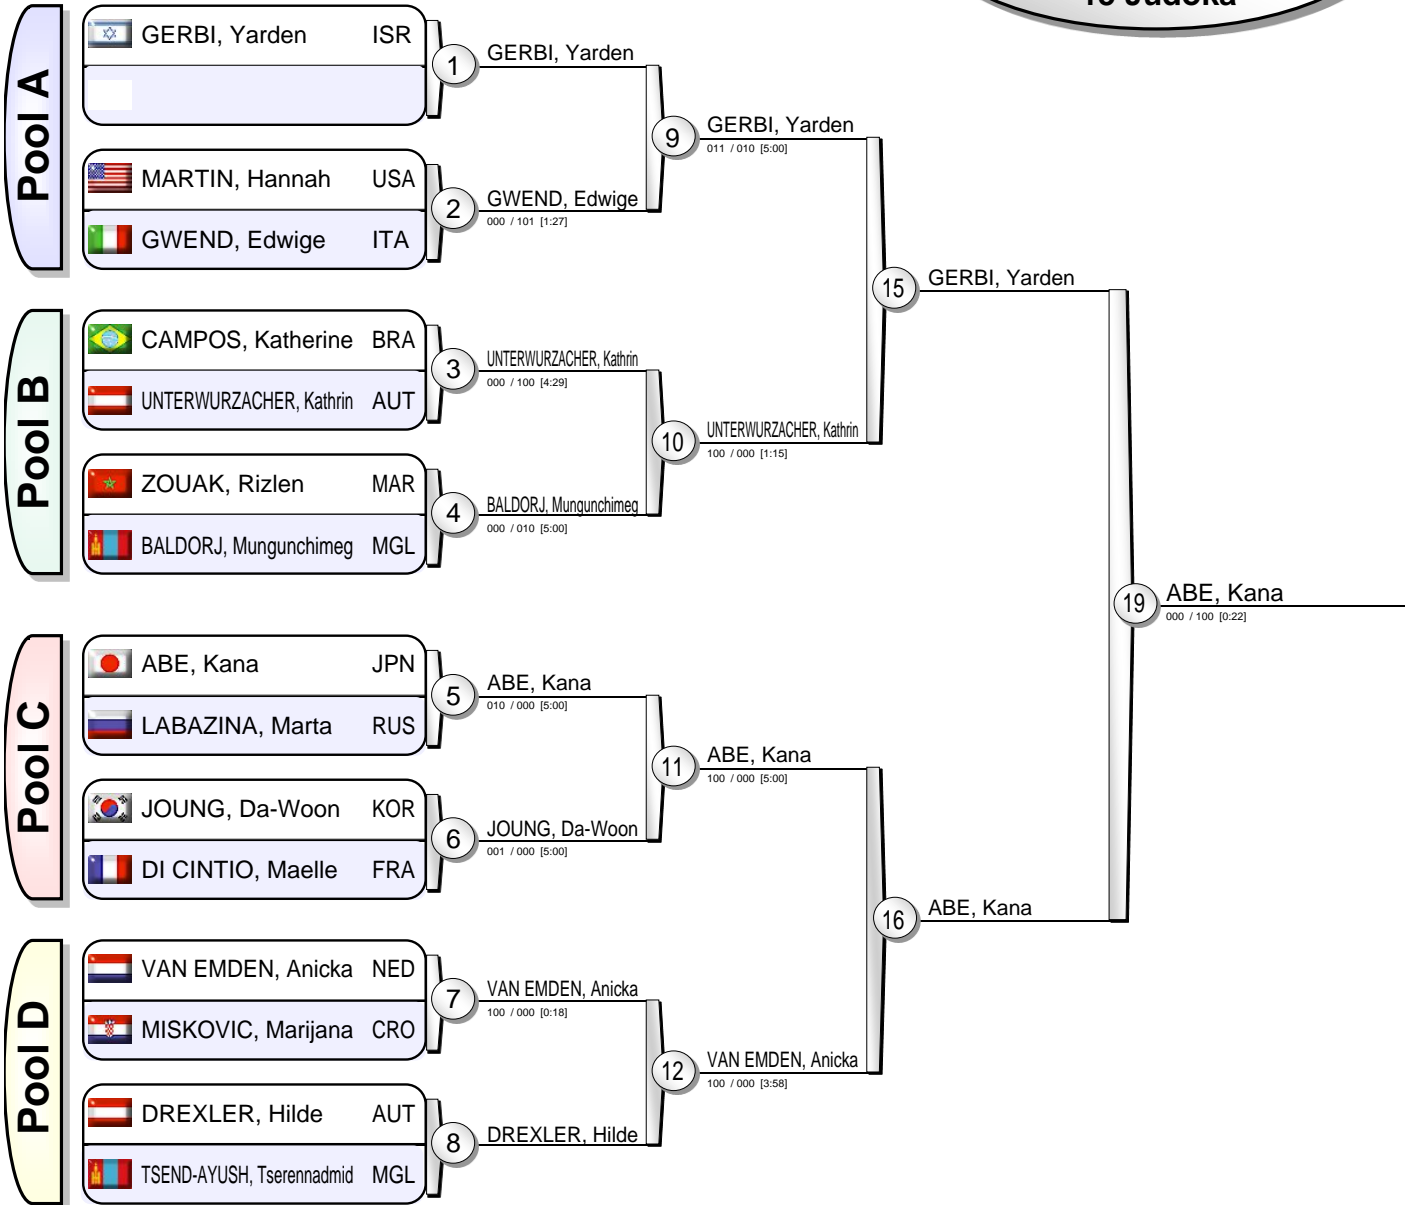 15 Judoka
Pool A
GERBI, Yarden ISR
1
GERBI, Yarden
MARTIN, Hannah USA
GWEND, Edwige ITA
2
GWEND, Edwige
000 / 101 [1:27]
9
GERBI, Yarden
011 / 010 [5:00]
Pool B
CAMPOS, Katherine BRA
UNTERWURZACHER, Kathrin AUT
3
UNTERWURZACHER, Kathrin
000 / 100 [4:29]
ZOUAK, Rizlen MAR
BALDORJ, Mungunchimeg MGL
4
BALDORJ, Mungunchimeg
000 / 010 [5:00]
10
UNTERWURZACHER, Kathrin
100 / 000 [1:15]
15
GERBI, Yarden
Pool C
ABE, Kana JPN
LABAZINA, Marta RUS
5
ABE, Kana
010 / 000 [5:00]
JOUNG, Da-Woon KOR
DI CINTIO, Maelle FRA
6
JOUNG, Da-Woon
001 / 000 [5:00]
11
ABE, Kana
100 / 000 [5:00]
Pool D
VAN EMDEN, Anicka NED
MISKOVIC, Marijana CRO
7
VAN EMDEN, Anicka
100 / 000 [0:18]
DREXLER, Hilde AUT
TSEND-AYUSH, Tserennadmid MGL
8
DREXLER, Hilde
12
VAN EMDEN, Anicka
100 / 000 [3:58]
16
ABE, Kana
19
ABE, Kana
000 / 100 [0:22]